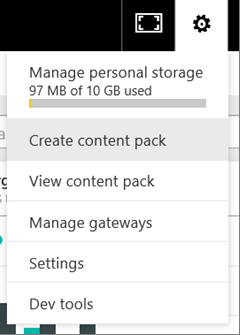 Manage personal storage
97 MB of 10 GB used
Create content pack
View content pack
Manage gateways
Settings
Dev tools